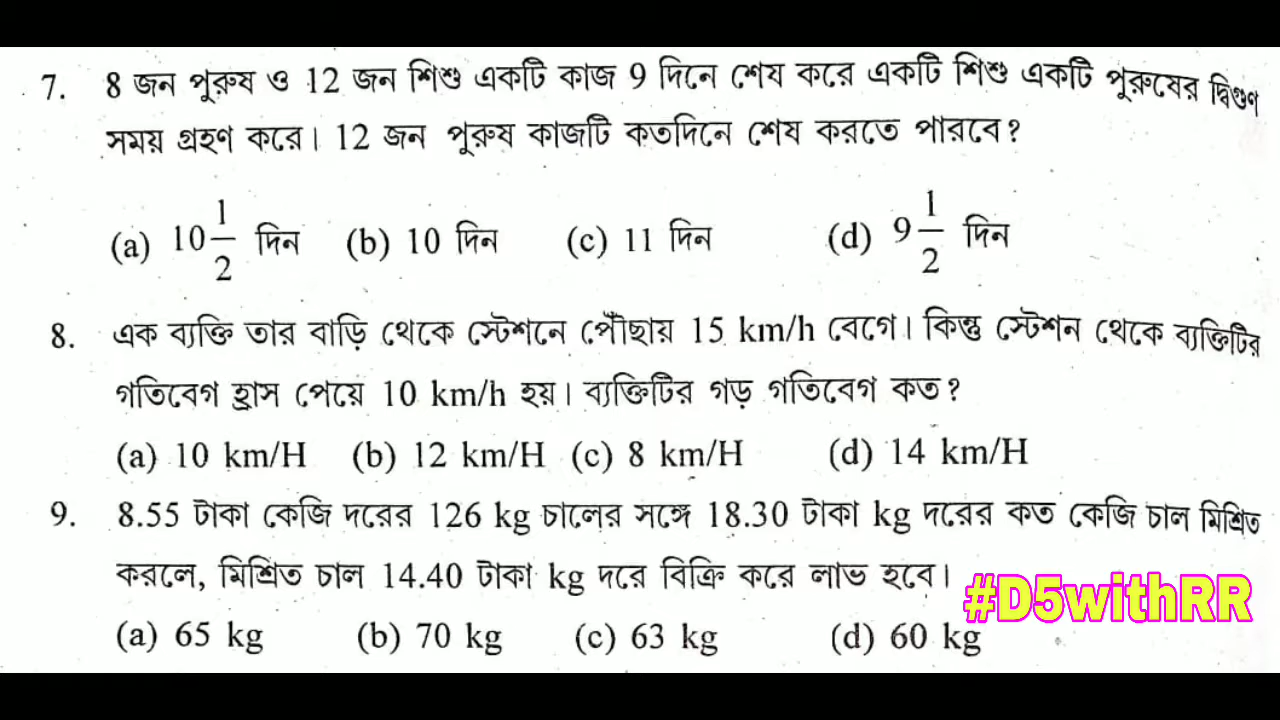 7. 8 জন পুরুষ ও 12 জন শিশু একটি কাজ 9 দিনে শেষ করে একটি শিশু একটি পুরুষের দ্বিগুণ
সময় গ্রহণ করে। 12 জন পুরুষ কাজটি কতদিনে শেষ করতে পারবে?
(a) 10 1/2 দিন (b) 10 দিন (c) 11 দিন (d) 9 1/2 দিন
8. এক ব্যক্তি তার বাড়ি থেকে স্টেশনে পৌঁছায় 15 km/h বেগে। কিন্তু স্টেশন থেকে ব্যক্তিটির
গতিবেগ হ্রাস পেয়ে 10 km/h হয়। ব্যক্তিটির গড় গতিবেগ কত?
(a) 10 km/H (b) 12 km/H (c) 8 km/H (d) 14 km/H
9. 8.55 টাকা কেজি দরের 126 kg চালের সঙ্গে 18.30 টাকা kg দরের কত কেজি চাল মিশ্রিত
করলে, মিশ্রিত চাল 14.40 টাকা kg দরে বিক্রি করে লাভ হবে।
#D5withRR
(a) 65 kg (b) 70 kg (c) 63 kg (d) 60 kg